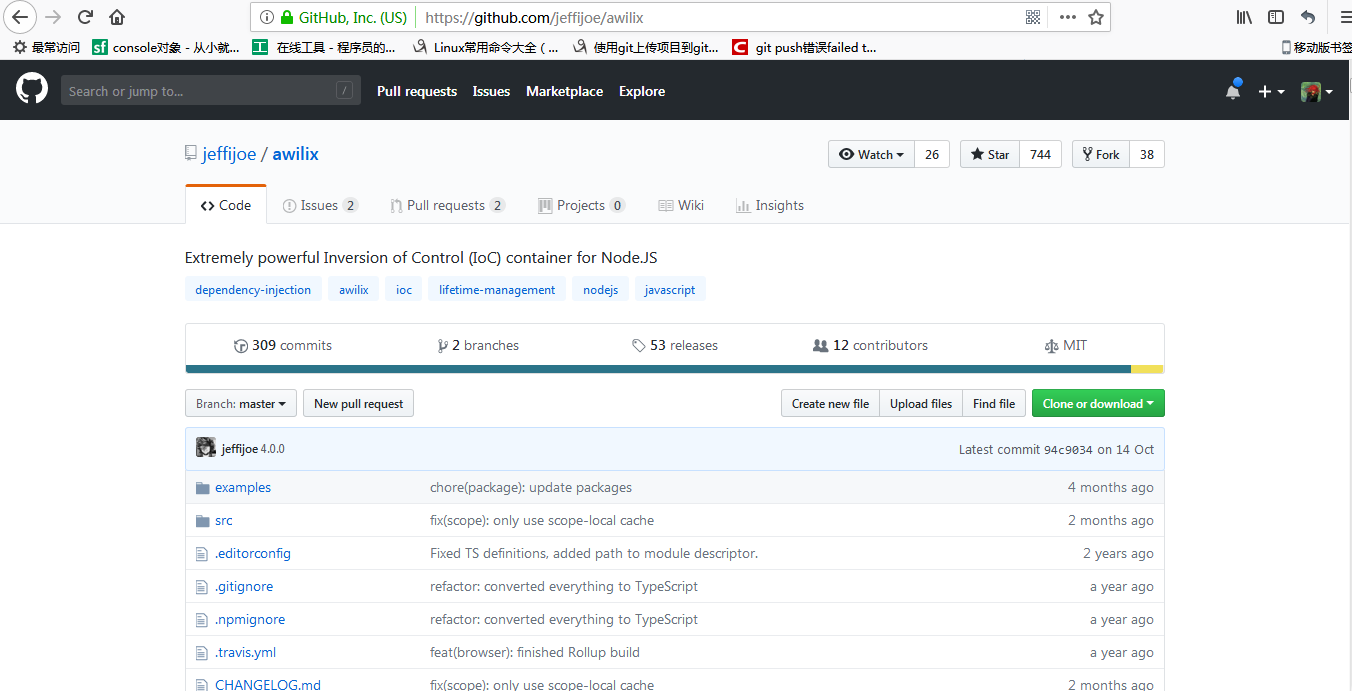 GitHub, Inc. (US) https://github.com/jeffijoe/awilix
最常访问 sf console对象 - 从小就... 工 在线工具 - 程序员的... Linux常用命令大全 ( ... 使用git上传项目到git... C git push错误failed t... 移动版书签
Search or jump to... / Pull requests Issues Marketplace Explore
jeffijoe / awilix Watch 26 Star 744 Fork 38
Code Issues 2 Pull requests 2 Projects 0 Wiki Insights
Extremely powerful Inversion of Control (IoC) container for Node.JS
dependency-injection awilix ioc lifetime-management nodejs javascript
309 commits 2 branches 53 releases 12 contributors MIT
Branch: master New pull request Create new file Upload files Find file Clone or download
jeffijoe 4.0.0 Latest commit 94c9034 on 14 Oct
examples chore(package): update packages 4 months ago
src fix(scope): only use scope-local cache 2 months ago
.editorconfig Fixed TS definitions, added path to module descriptor. 2 years ago
.gitignore refactor: converted everything to TypeScript a year ago
.npmignore refactor: converted everything to TypeScript a year ago
.travis.yml feat(browser): finished Rollup build a year ago
CHANGELOG.md fix(scope): only use scope-local cache 2 months ago